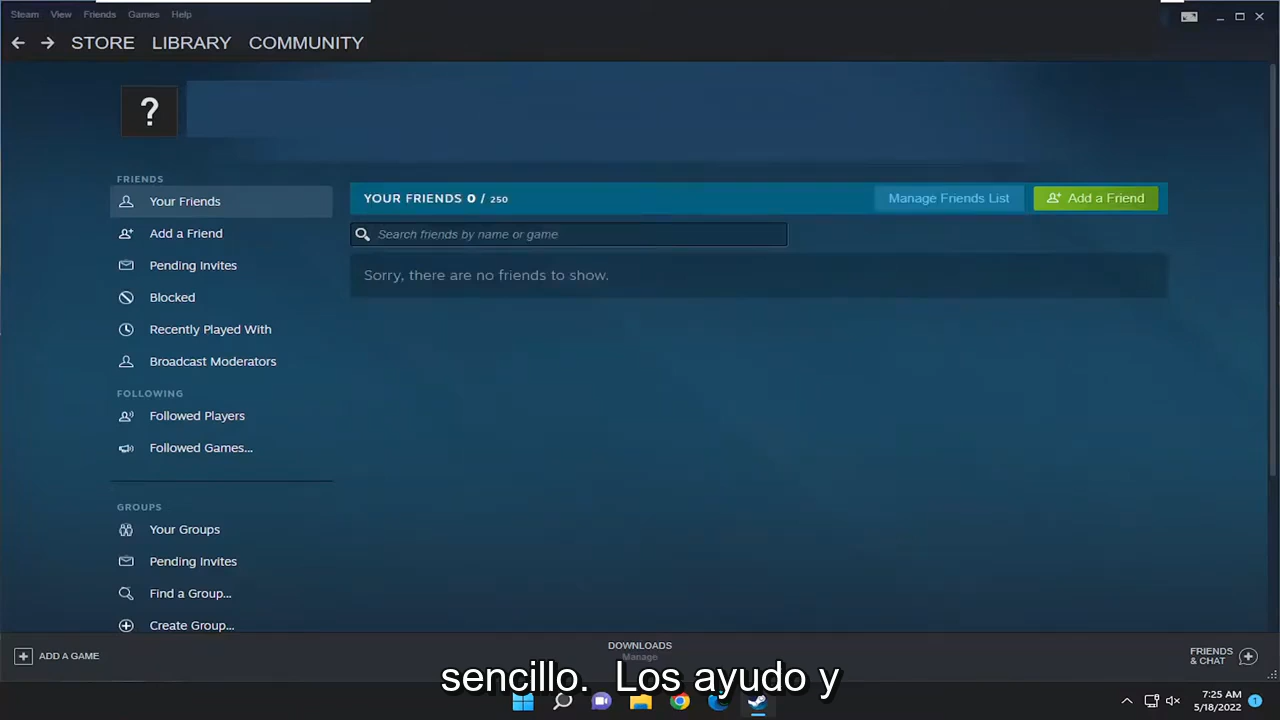 Steam View Friends Games Help
STORE LIBRARY COMMUNITY
?
FRIENDS
Your Friends
Add a Friend
Pending Invites
Blocked
Recently Played With
Broadcast Moderators
FOLLOWING
Followed Players
Followed Games...
GROUPS
Your Groups
Pending Invites
Find a Group...
Create Group...
YOUR FRIENDS 0 / 250
Manage Friends List
Add a Friend
Search friends by name or game
Sorry, there are no friends to show.
ADD A GAME
DOWNLOADS
Manage
FRIENDS
& CHAT
sencillo. Los ayudo y
7:25 AM
5/18/2022
1